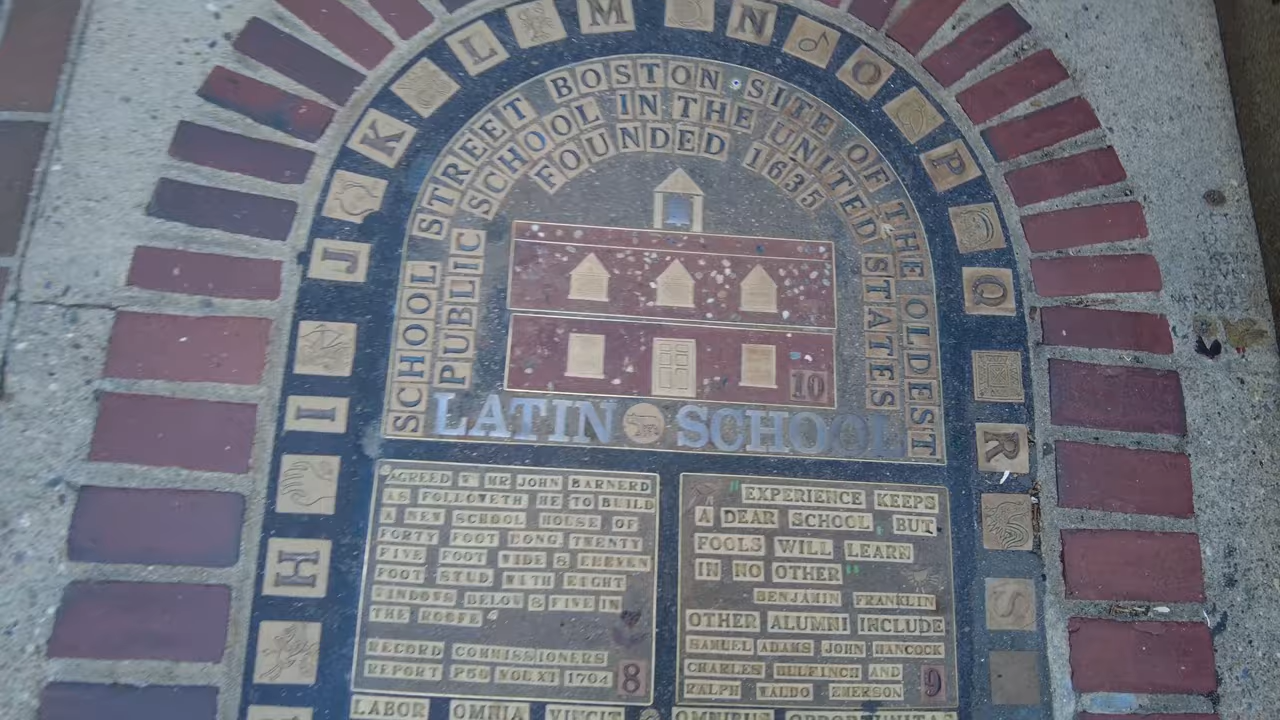 H I J K L M N O P Q R S
SCHOOL STREET BOSTON SITE OF THE OLDEST
PUBLIC SCHOOL IN THE UNITED STATES
FOUNDED 1635
10
LATIN SCHOOL
AGREED W MR JOHN BARNERD
AS FOLLOWETH HE TO BUILD
A NEW SCHOOL HOUSE OF
FORTY FOOT LONG TWENTY
FIVE FOOT WIDE & ELEVEN
FOOT STUD WITH EIGHT
WINDOWS BELOW & FIVE IN
THE ROOFE
RECORD COMMISSIONERS
REPORT P50 VOL.XI 1704
8
"EXPERIENCE KEEPS
A DEAR SCHOOL BUT
FOOLS WILL LEARN
IN NO OTHER"
BENJAMIN FRANKLIN
OTHER ALUMNI INCLUDE
SAMUEL ADAMS JOHN HANCOCK
CHARLES BULFINCH AND
RALPH WALDO EMERSON
9
LABOR OMNIA VINCIT
OMNIBUS OPPORTUNITAS